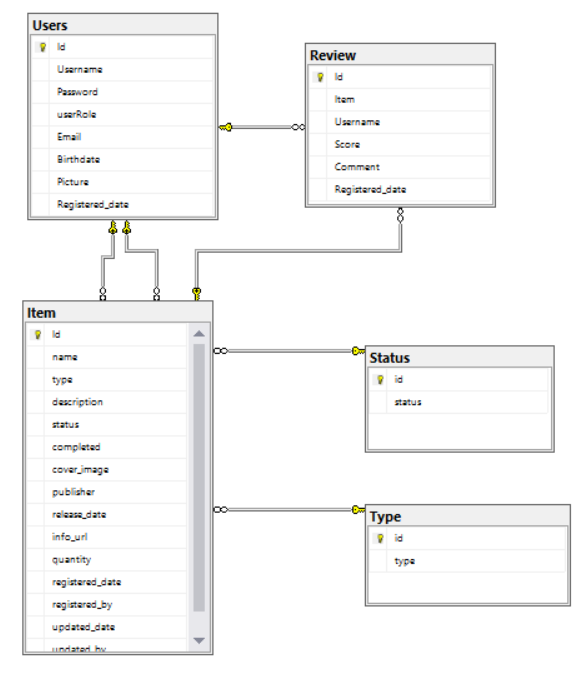 Users
Id
Username
Password
userRole
Email
Birthdate
Picture
Registered_date
Review
Id
Item
Username
Score
Comment
Registered_date
Item
Id
name
type
description
status
completed
cover_image
publisher
release_date
info_url
quantity
registered_date
registered_by
updated_date
updated_by
Status
id
status
Type
id
type